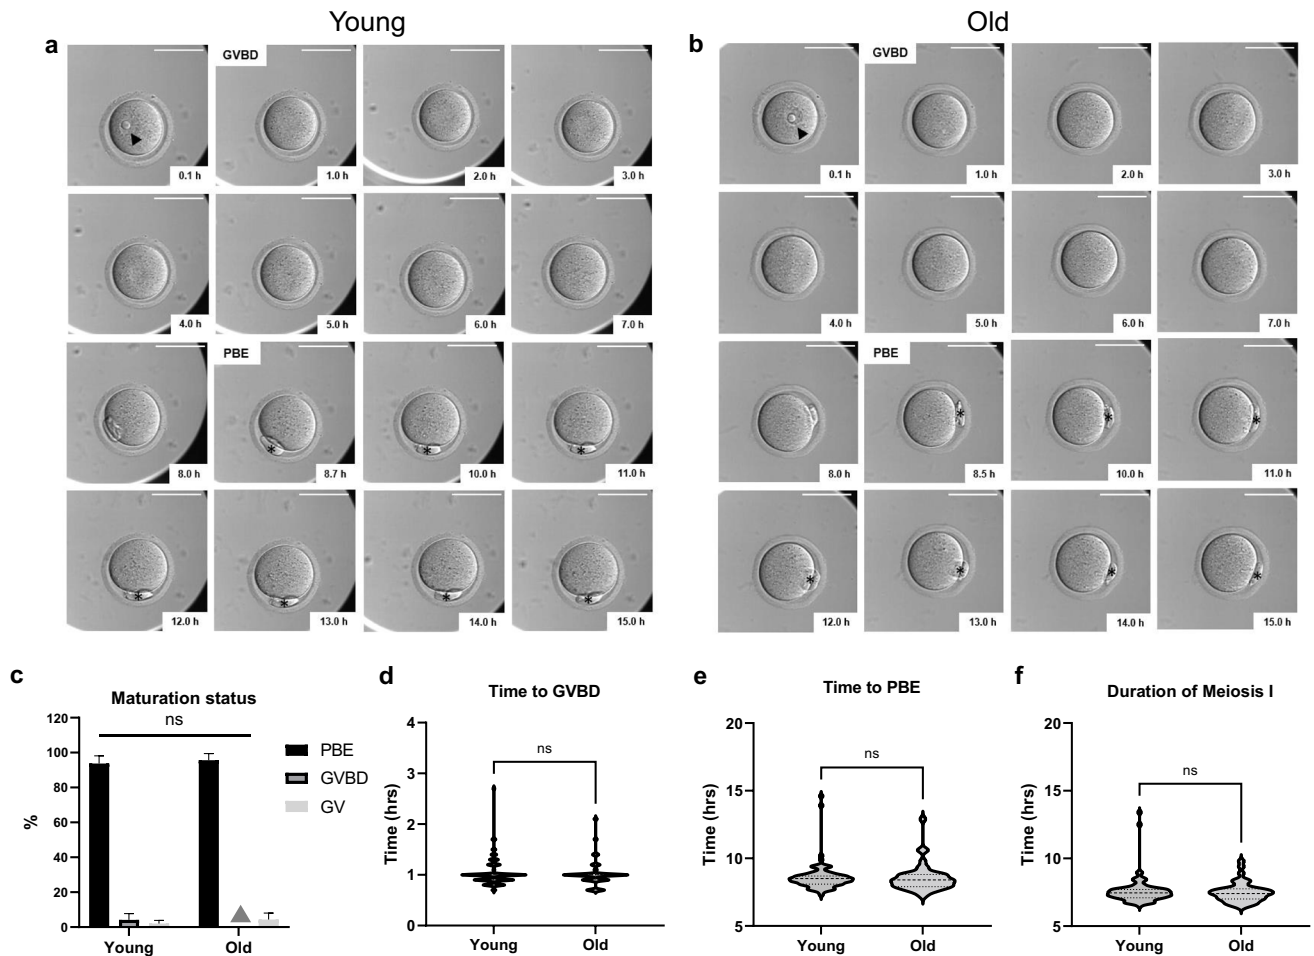 Young
Old
a
b
GVBD
0.1 h
1.0 h
2.0 h
3.0 h
GVBD
0.1 h
1.0 h
2.0 h
3.0 h
4.0 h
5.0 h
6.0 h
7.0 h
4.0 h
5.0 h
6.0 h
7.0 h
PBE
8.0 h
8.7 h
10.0 h
11.0 h
PBE
8.0 h
8.5 h
10.0 h
11.0 h
12.0 h
13.0 h
14.0 h
15.0 h
12.0 h
13.0 h
14.0 h
15.0 h
c
Maturation status
ns
120
100
80
60
40
20
0
%
Young
Old
PBE
GVBD
GV
d
Time to GVBD
ns
4
3
2
1
0
Time (hrs)
Young
Old
e
Time to PBE
ns
20
15
10
5
Time (hrs)
Young
Old
f
Duration of Meiosis I
ns
20
15
10
5
Time (hrs)
Young
Old